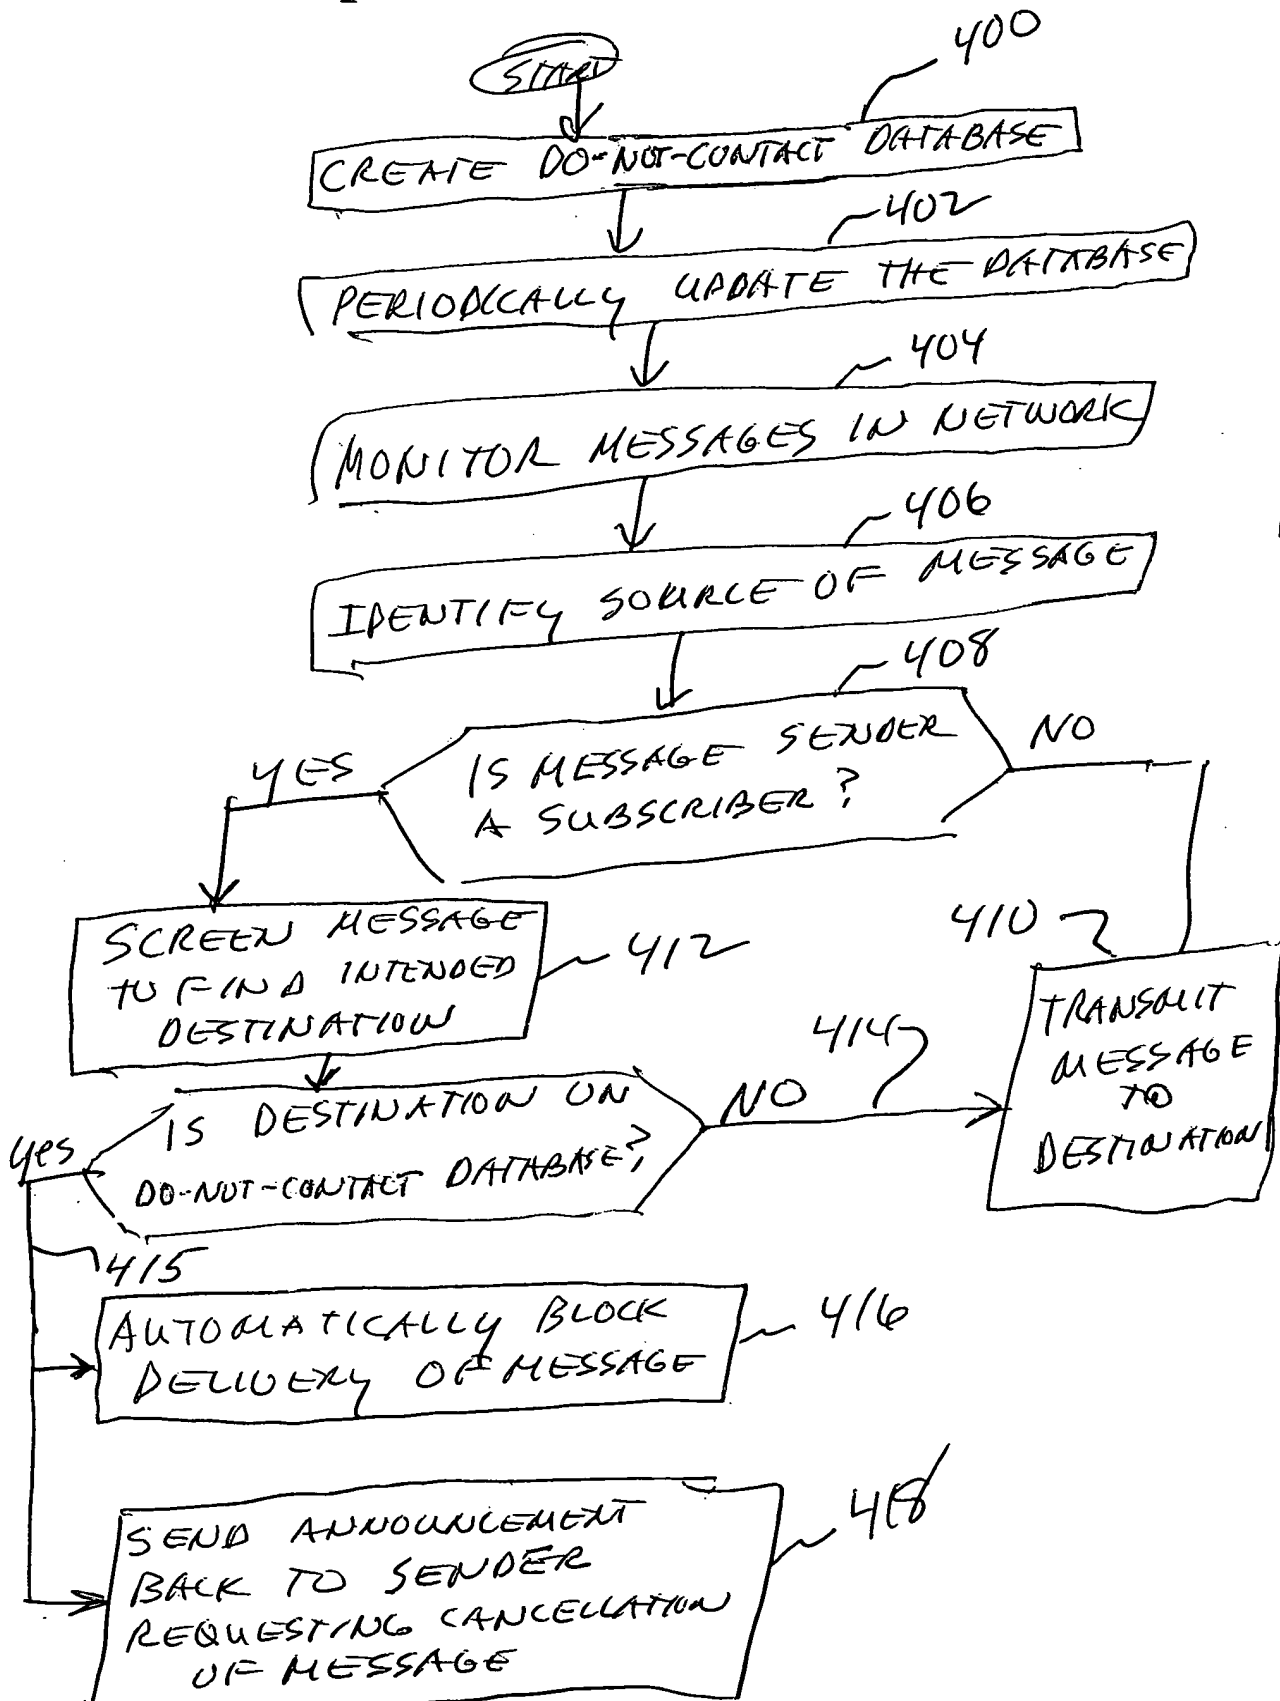 START
400
CREATE DO-NOT-CONTACT DATABASE
402
PERIODICALLY UPDATE THE DATABASE
404
MONITOR MESSAGES IN NETWORK
406
IDENTIFY SOURCE OF MESSAGE
408
IS MESSAGE SENDER
A SUBSCRIBER?
YES
NO
SCREEN MESSAGE
TO FIND INTENDED
DESTINATION
412
410
TRANSMIT
MESSAGE
TO
DESTINATION
414
IS DESTINATION ON
DO-NOT-CONTACT DATABASE?
NO
yes
415
AUTOMATICALLY BLOCK
DELIVERY OF MESSAGE
416
SEND ANNOUNCEMENT
BACK TO SENDER
REQUESTING CANCELLATION
OF MESSAGE
418